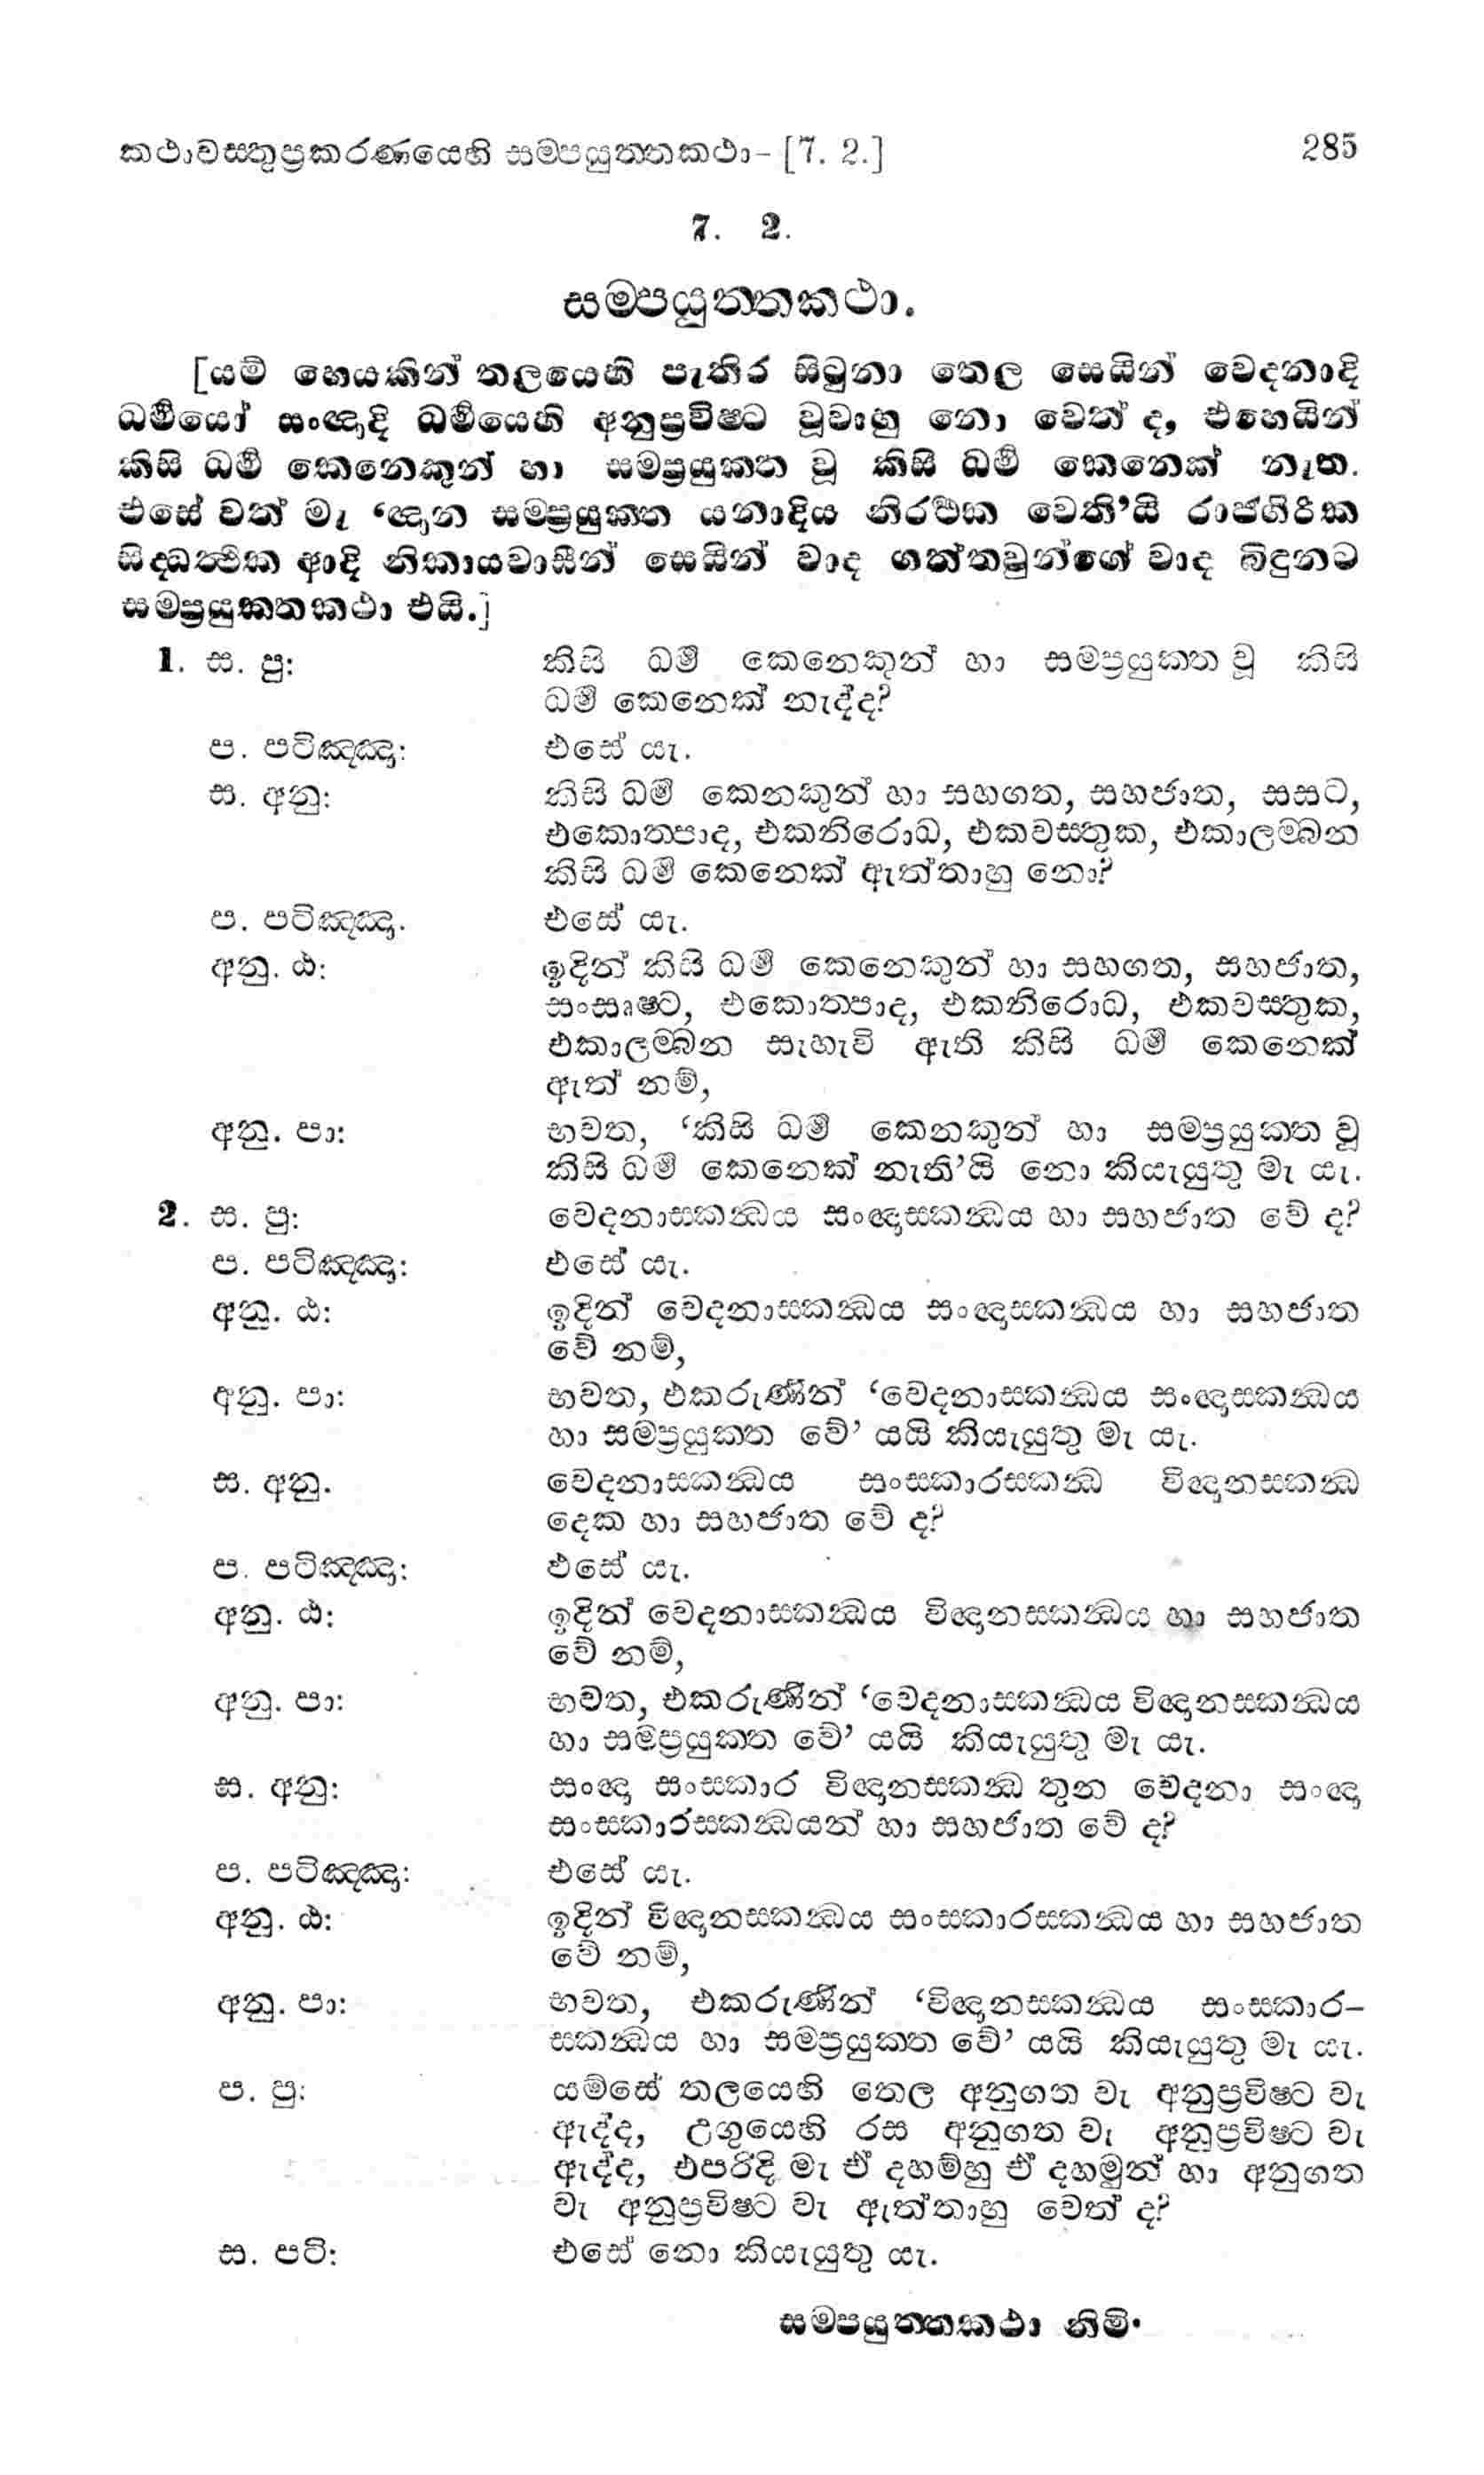 කථාවස්තුප්‍රකරණයෙහි සම්පයුත්තකථා– [7. 2.] 285
7. 2.
සම්පයුත්තකථා.
[යම් හෙයකින් තලයෙහි පැතිර සිටුනා තෙල සෙයින් වෙදනාදි
ධර්‍මයෝ සංඥාදි ධර්‍මයෙහි අනුප්‍රවිෂ්ට වූවාහු නො වෙත් ද, එහෙයින්
කිසි ධර්‍ම කෙනෙකුන් හා සම්ප්‍රයුක්ත වූ කිසි ධර්‍ම කෙනෙක් නැත.
එසේ වත් මැ ‘ඥාන සම්ප්‍රයුක්ත යනාදිය නිරර්‍ථක වෙති’යි රාජගිරික
සිද්ධත්ථික ආදි නිකායවාසීන් සෙයින් වාද ගත්තවුන්ගේ වාද බිඳුනට
සම්ප්‍රයුක්තකථා එයි.]
1. ස. පු: කිසි ධර්‍ම කෙනෙකුන් හා සම්ප්‍රයුක්ත වූ කිසි
ධර්‍ම කෙනෙක් නැද්ද?
ප. පටිඤ්ඤා: එසේ යැ.
ස. අනු: කිසි ධර්‍ම කෙනකුන් හා සහගත, සහජාත, සසට,
එකොත්පාද, එකනිරොධ, එකවස්තුක, එකාලම්බන
කිසි ධර්‍ම කෙනෙක් ඇත්තාහු නො?
ප. පටිඤ්ඤා. එසේ යැ.
අනු. ඨ: ඉදින් කිසි ධර්‍ම කෙනෙකුන් හා සහගත, සහජාත,
සංසෘෂ්ට, එකොත්පාද, එකනිරොධ, එකවස්තුක,
එකාලම්බන සැහැවි ඇති කිසි ධර්‍ම කෙනෙක්
ඇත් නම්,
අනු. පා: භවත, ‘කිසි ධර්‍ම කෙනකුන් හා සම්ප්‍රයුක්ත වූ
කිසි ධර්‍ම කෙනෙක් නැති’යි නො කියැයුතු මැ යැ.
2. ස. පු: වෙදනාස්කන්ධය සංඥාස්කන්ධය හා සහජාත වේ ද?
ප. පටිඤ්ඤා: එසේ යැ.
අනු. ඨ: ඉදින් වෙදනාස්කන්ධය සංඥාස්කන්ධය හා සහජාත
වේ නම්,
අනු. පා: භවත, එකරුණින් ‘වෙදනාස්කන්ධය සංඥාස්කන්ධය
හා සම්ප්‍රයුක්ත වේ’ යයි කියැයුතු මැ යැ.
ස. අනු. වෙදනාස්කන්ධය සංස්කාරස්කන්ධ විඥානස්කන්ධ
දෙක හා සහජාත වේ ද?
ප. පටිඤ්ඤා: එසේ යැ.
අනු. ඨ: ඉදින් වෙදනාස්කන්ධය විඥානස්කන්ධය හා සහජාත
වේ නම්,
අනු. පා: භවත, එකරුණින් ‘වෙදනාස්කන්ධය විඥානස්කන්ධය
හා සම්ප්‍රයුක්ත වේ’ යයි කියැයුතු මැ යැ.
ස. අනු: සංඥා සංස්කාර විඥානස්කන්ධ තුන වෙදනා සංඥා
සංස්කාරස්කන්ධයන් හා සහජාත වේ ද?
ප. පටිඤ්ඤා: එසේ යැ.
අනු. ඨ: ඉදින් විඥානස්කන්ධය සංස්කාරස්කන්ධය හා සහජාත
වේ නම්,
අනු. පා: භවත, එකරුණින් ‘විඥානස්කන්ධය සංස්කාර–
ස්කන්ධය හා සම්ප්‍රයුක්ත වේ’ යයි කියැයුතු මැ යැ.
ප. පු: යම්සේ තලයෙහි තෙල අනුගත වැ අනුප්‍රවිෂ්ට වැ
ඇද්ද, උගුයෙහි රස අනුගත වැ අනුප්‍රවිෂ්ට වැ
ඇද්ද, එපරිදි මැ ඒ දහම්හු ඒ දහමුන් හා අනුගත
වැ අනුප්‍රවිෂ්ට වැ ඇත්තාහු වෙත් ද?
ස. පටි: එසේ නො කියැයුතු යැ.
සම්පයුත්තකථා නිමි.